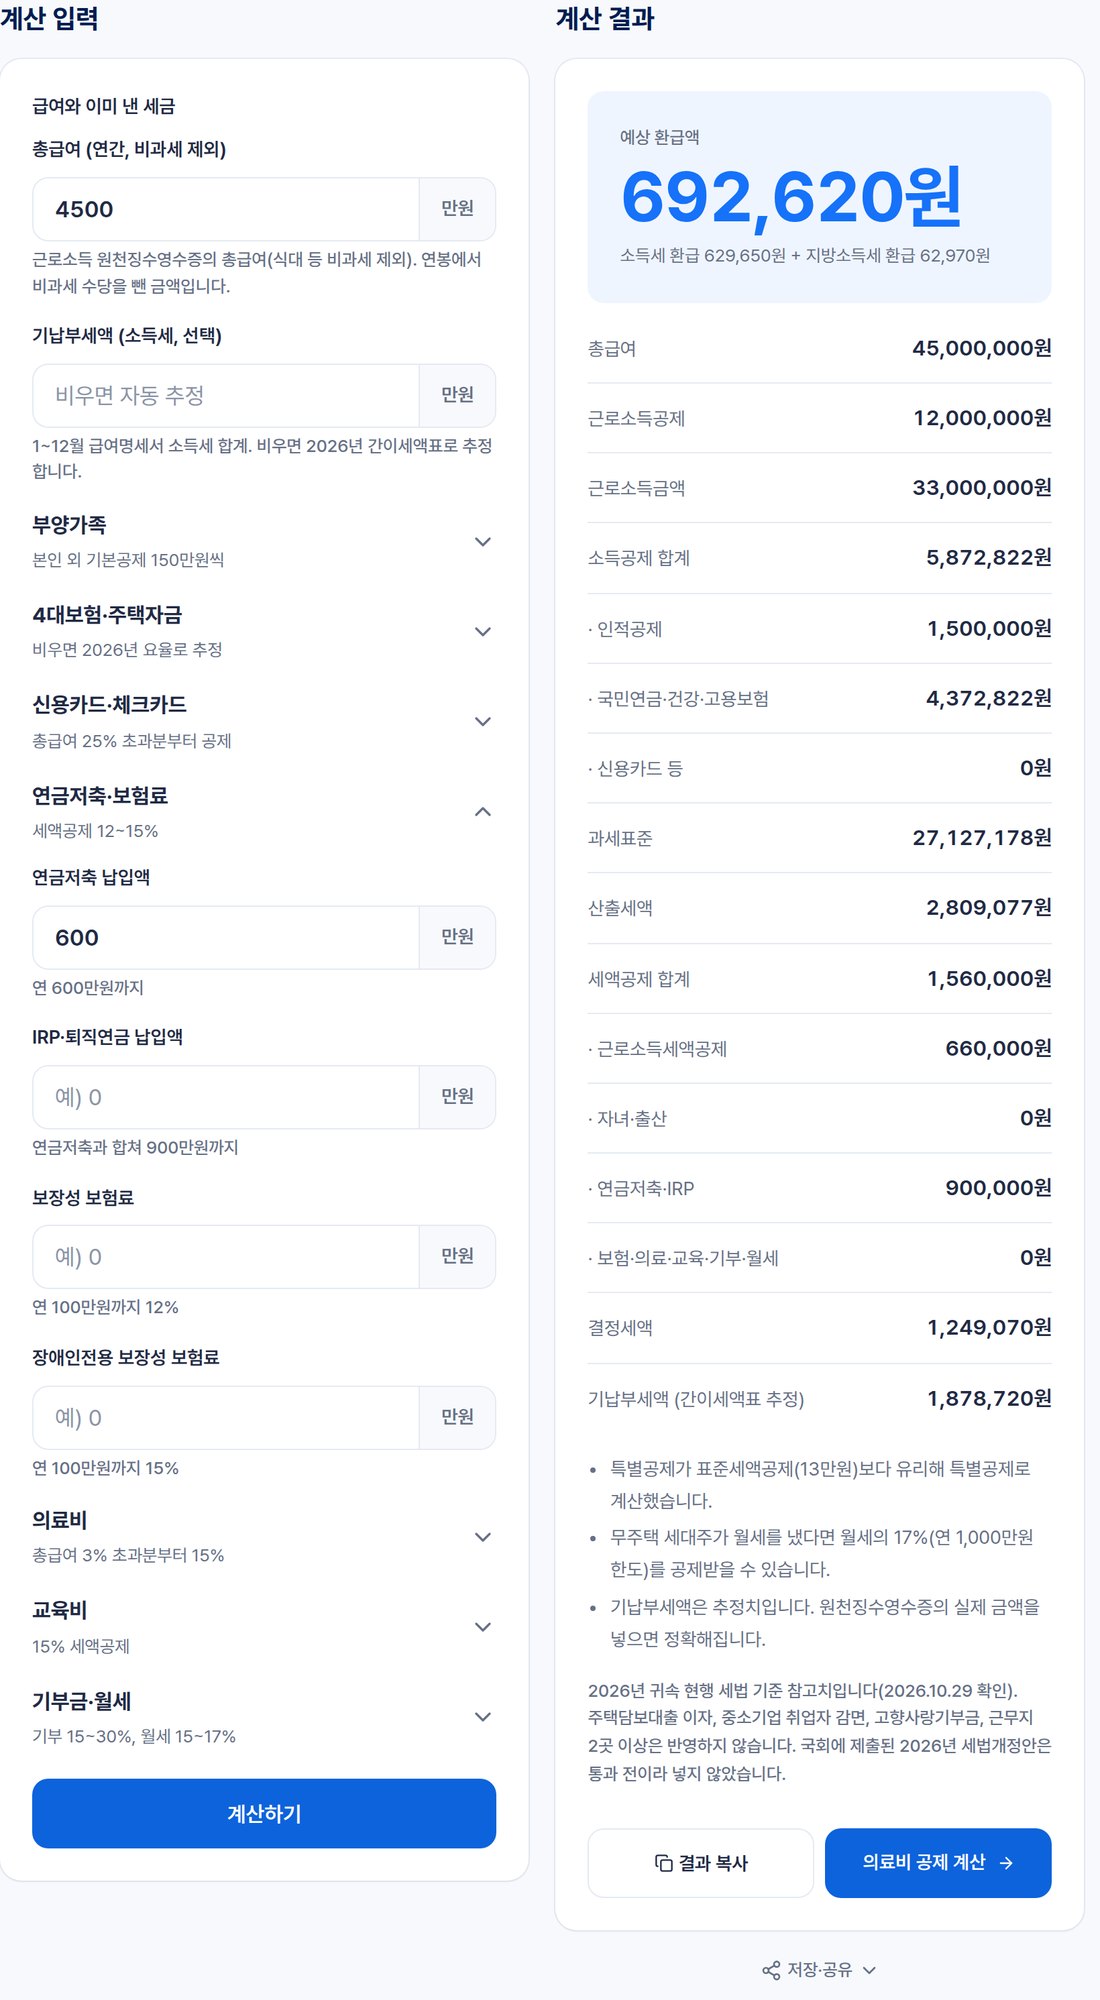 계산 입력
급여와 이미 낸 세금
총급여 (연간, 비과세 제외)
4500
만원
근로소득 원천징수영수증의 총급여(식대 등 비과세 제외). 연봉에서
비과세 수당을 뺀 금액입니다.
기납부세액 (소득세, 선택)
비우면 자동 추정
만원
1~12월 급여명세서 소득세 합계. 비우면 2026년 간이세액표로 추정
합니다.
부양가족
본인 외 기본공제 150만원씩
4대보험·주택자금
비우면 2026년 요율로 추정
신용카드·체크카드
총급여 25% 초과분부터 공제
연금저축·보험료
세액공제 12~15%
연금저축 납입액
600
만원
연 600만원까지
IRP·퇴직연금 납입액
예) 0
만원
연금저축과 합쳐 900만원까지
보장성 보험료
예) 0
만원
연 100만원까지 12%
장애인전용 보장성 보험료
예) 0
만원
연 100만원까지 15%
의료비
총급여 3% 초과분부터 15%
교육비
15% 세액공제
기부금·월세
기부 15~30%, 월세 15~17%
계산하기
계산 결과
예상 환급액
692,620원
소득세 환급 629,650원 + 지방소득세 환급 62,970원
총급여 45,000,000원
근로소득공제 12,000,000원
근로소득금액 33,000,000원
소득공제 합계 5,872,822원
· 인적공제 1,500,000원
· 국민연금·건강·고용보험 4,372,822원
· 신용카드 등 0원
과세표준 27,127,178원
산출세액 2,809,077원
세액공제 합계 1,560,000원
· 근로소득세액공제 660,000원
· 자녀·출산 0원
· 연금저축·IRP 900,000원
· 보험·의료·교육·기부·월세 0원
결정세액 1,249,070원
기납부세액 (간이세액표 추정) 1,878,720원
• 특별공제가 표준세액공제(13만원)보다 유리해 특별공제로
계산했습니다.
• 무주택 세대주가 월세를 냈다면 월세의 17%(연 1,000만원
한도)를 공제받을 수 있습니다.
• 기납부세액은 추정치입니다. 원천징수영수증의 실제 금액을
넣으면 정확해집니다.
2026년 귀속 현행 세법 기준 참고치입니다(2026.10.29 확인).
주택담보대출 이자, 중소기업 취업자 감면, 고향사랑기부금, 근무지
2곳 이상은 반영하지 않습니다. 국회에 제출된 2026년 세법개정안은
통과 전이라 넣지 않았습니다.
결과 복사
의료비 공제 계산 →
저장·공유